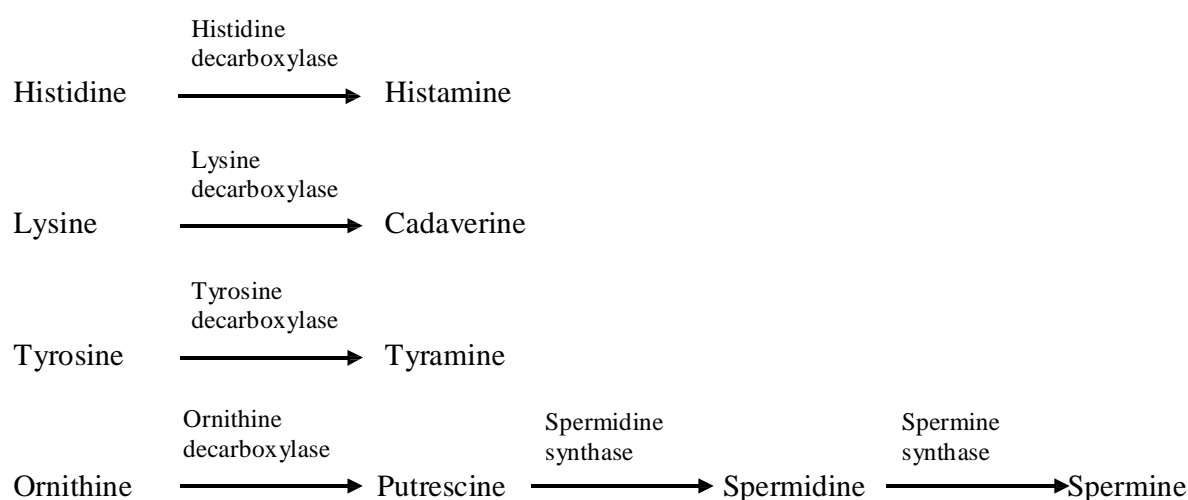 Histidine
decarboxylase
Histidine Histamine
Lysine
decarboxylase
Lysine Cadaverine
Tyrosine
decarboxylase
Tyrosine Tyramine
Ornithine Spermidine Spermine
decarboxylase synthase synthase
Ornithine Putrescine Spermidine Spermine